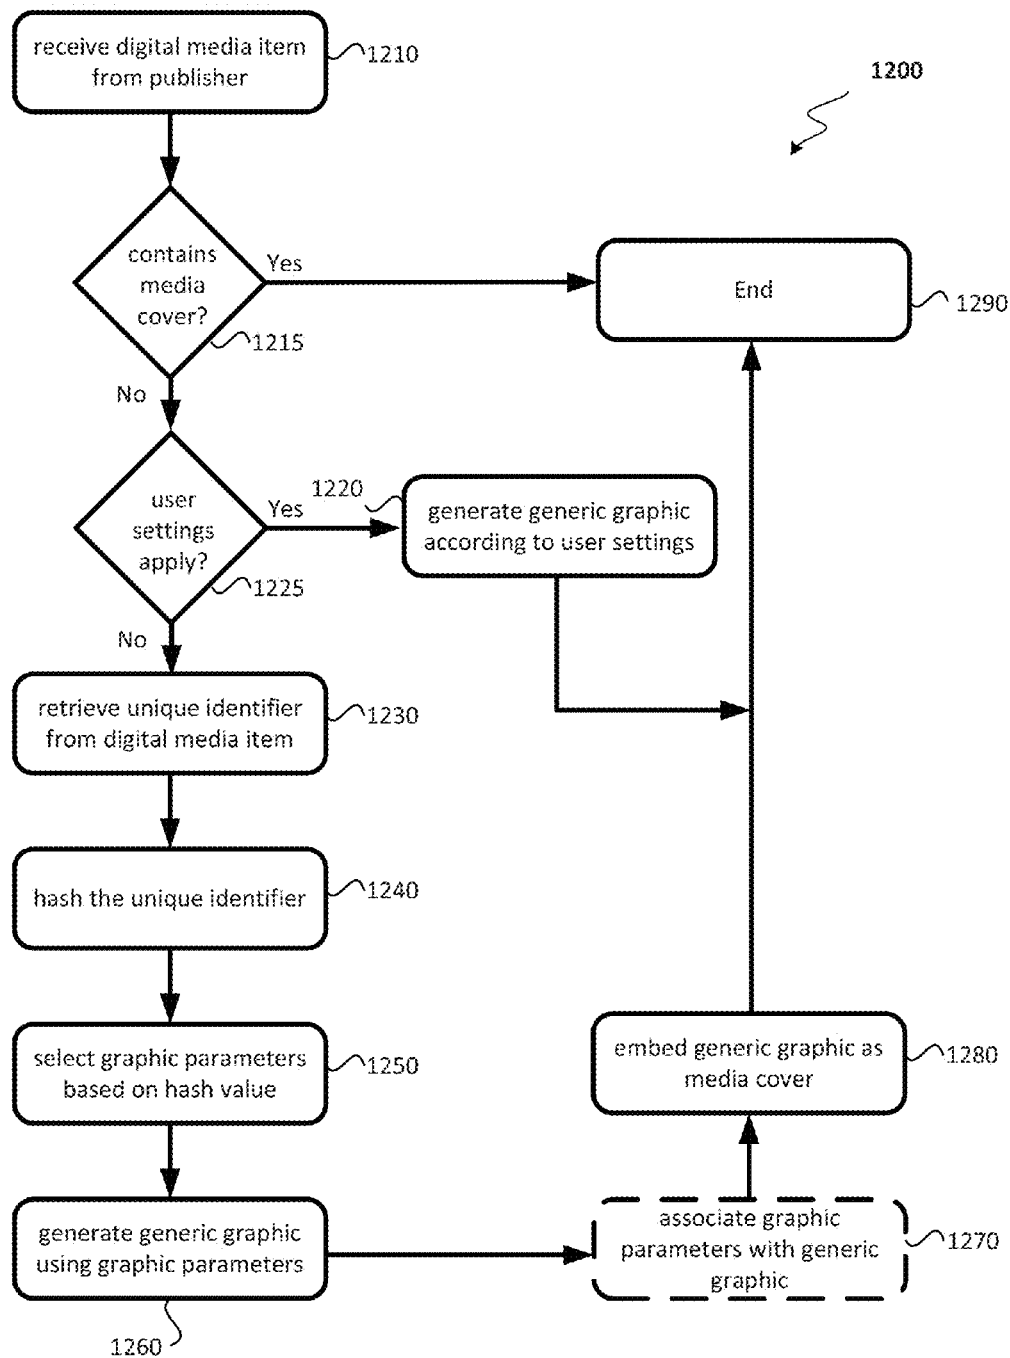 receive digital media item
from publisher
1210
1200
contains
media
cover?
Yes
1215
End
1290
No
user
settings
apply?
Yes
1225
1220
generate generic graphic
according to user settings
No
retrieve unique identifier
from digital media item
1230
hash the unique identifier
1240
select graphic parameters
based on hash value
1250
embed generic graphic as
media cover
1280
generate generic graphic
using graphic parameters
1260
associate graphic
parameters with generic
graphic
1270